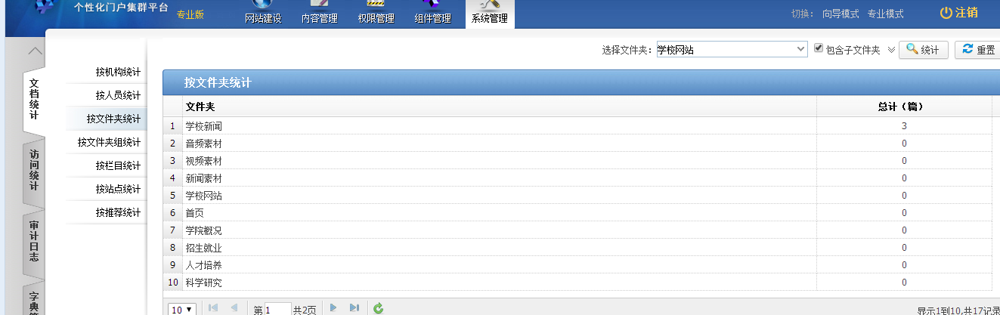 个性化门户集群平台 专业版
网站建设 内容管理 权限管理 组件管理 系统管理
切换： 向导模式 专业模式 注销
选择文件夹： 学校网站 包含子文件夹 统计 重置
文档统计
访问统计
审计日志
字典
按机构统计
按人员统计
按文件夹统计
按文件夹组统计
按栏目统计
按站点统计
按推荐统计
按文件夹统计
文件夹 总计（篇）
1 学校新闻 3
2 音频素材 0
3 视频素材 0
4 新闻素材 0
5 学校网站 0
6 首页 0
7 学院概况 0
8 招生就业 0
9 人才培养 0
10 科学研究 0
10 第 1 共2页 显示1到10,共17记录